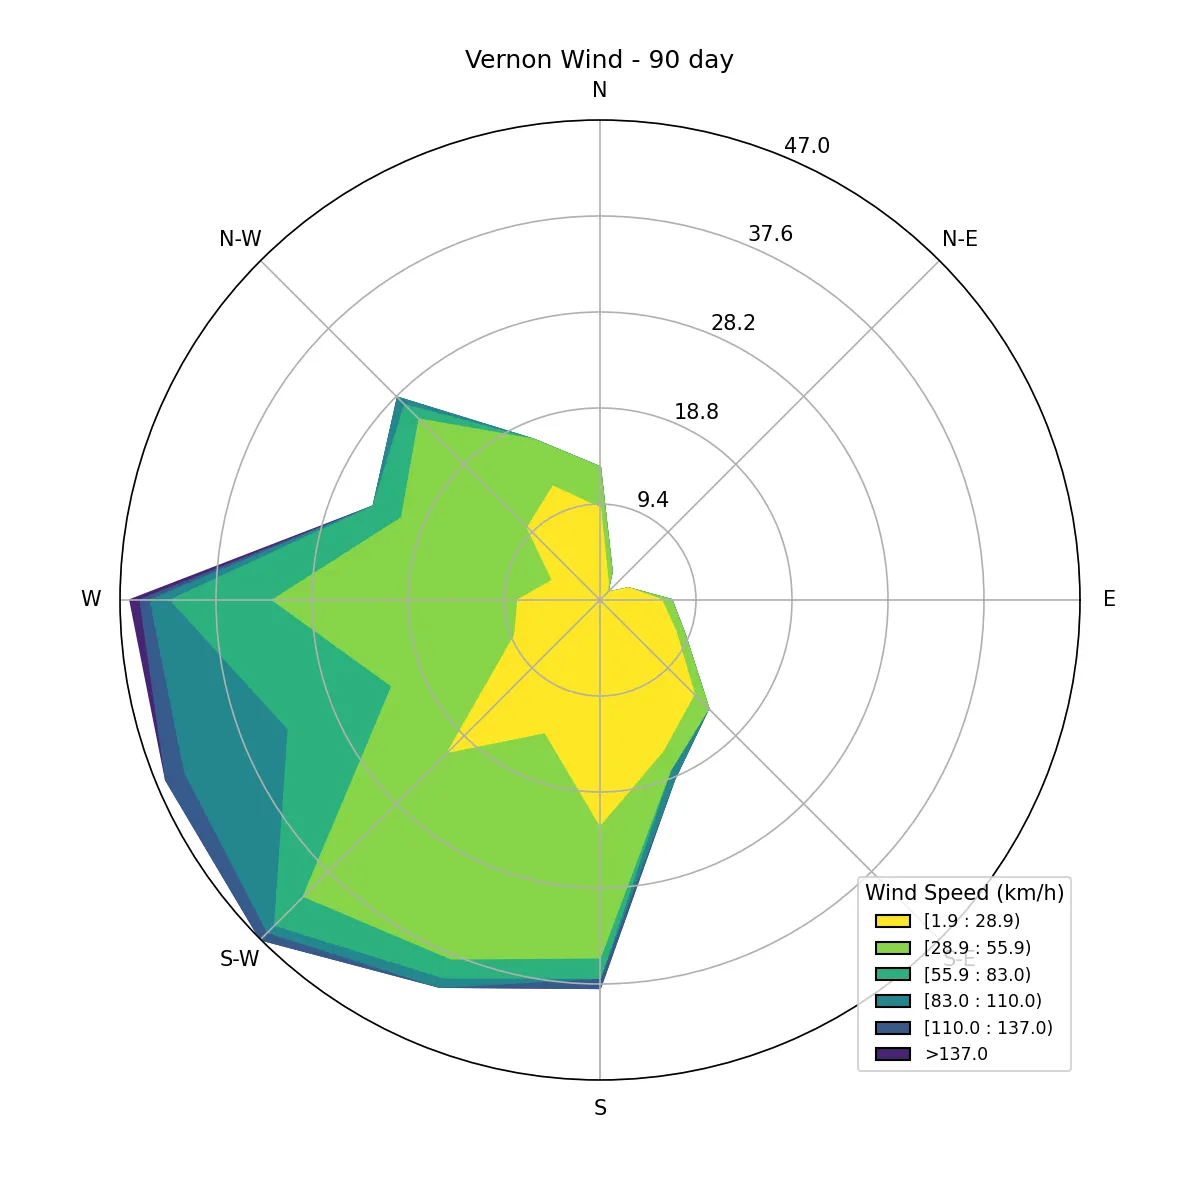 Vernon Wind - 90 day
N
47.0
N-W
37.6
N-E
28.2
18.8
9.4
W
E
S-W
S-E
S
Wind Speed (km/h)
[1.9 : 28.9)
[28.9 : 55.9)
[55.9 : 83.0)
[83.0 : 110.0)
[110.0 : 137.0)
>137.0